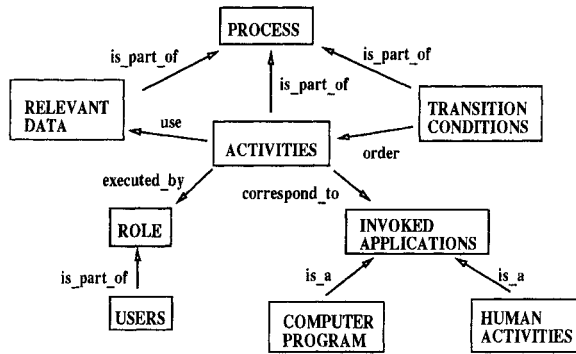 PROCESS
is_part_of
is_part_of
is_part_of
RELEVANT
DATA
TRANSITION
CONDITIONS
use
ACTIVITIES
order
executed_by
correspond_to
ROLE
INVOKED
APPLICATIONS
is_part_of
is_a
is_a
USERS
COMPUTER
PROGRAM
HUMAN
ACTIVITIES